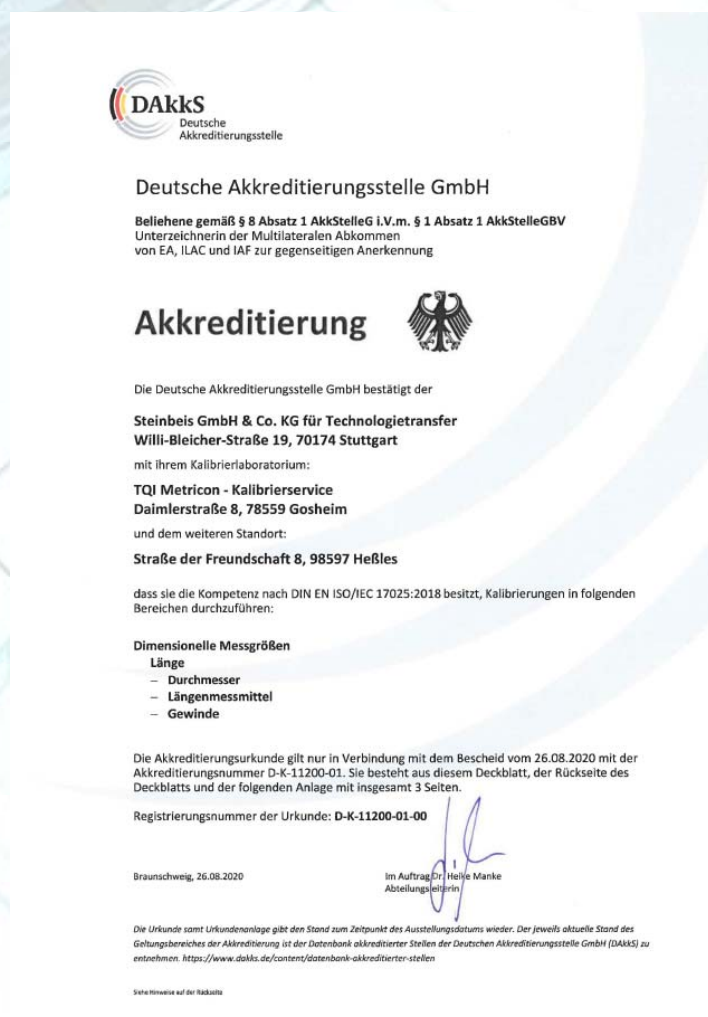 DAkkS
Deutsche
Akkreditierungsstelle
Deutsche Akkreditierungsstelle GmbH
Beliehene gemäß § 8 Absatz 1 AkkStelleG i.V.m. § 1 Absatz 1 AkkStelleGBV
Unterzeichnerin der Multilateralen Abkommen
von EA, ILAC und IAF zur gegenseitigen Anerkennung
Akkreditierung
Die Deutsche Akkreditierungsstelle GmbH bestätigt der
Steinbeis GmbH & Co. KG für Technologietransfer
Willi-Bleicher-Straße 19, 70174 Stuttgart
mit ihrem Kalibrierlaboratorium:
TQI Metricon - Kalibrierservice
Daimlerstraße 8, 78559 Gosheim
und dem weiteren Standort:
Straße der Freundschaft 8, 98597 Heßles
dass sie die Kompetenz nach DIN EN ISO/IEC 17025:2018 besitzt, Kalibrierungen in folgenden
Bereichen durchzuführen:
Dimensionelle Messgrößen
Länge
– Durchmesser
– Längenmessmittel
– Gewinde
Die Akkreditierungsurkunde gilt nur in Verbindung mit dem Bescheid vom 26.08.2020 mit der
Akkreditierungsnummer D-K-11200-01. Sie besteht aus diesem Deckblatt, der Rückseite des
Deckblatts und der folgenden Anlage mit insgesamt 3 Seiten.
Registrierungsnummer der Urkunde: D-K-11200-01-00
Braunschweig, 26.08.2020
Im Auftrag Dr. Heike Manke
Abteilungsleiterin
Die Urkunde samt Urkundenanlage gibt den Stand zum Zeitpunkt des Ausstellungsdatums wieder. Der jeweils aktuelle Stand des
Geltungsbereiches der Akkreditierung ist der Datenbank akkreditierter Stellen der Deutschen Akkreditierungsstelle GmbH (DAkkS) zu
entnehmen. https://www.dakks.de/content/datenbank-akkreditierter-stellen
Siehe Hinweise auf der Rückseite